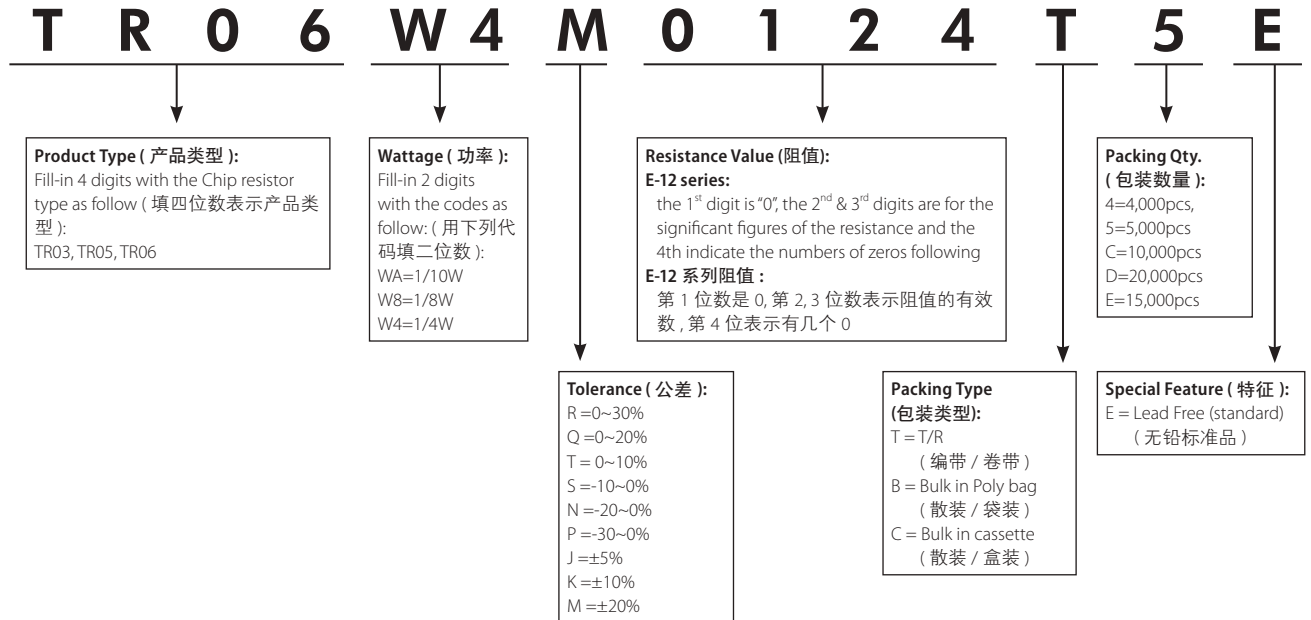 T R 0 6 W 4 M 0 1 2 4 T 5 E
Product Type ( 产品类型 ):
Fill-in 4 digits with the Chip resistor
type as follow ( 填四位数表示产品类
型 ):
TR03, TR05, TR06
Wattage ( 功率 ):
Fill-in 2 digits
with the codes as
follow: ( 用下列代
码填二位数 ):
WA=1/10W
W8=1/8W
W4=1/4W
Resistance Value (阻值):
E-12 series:
the 1st digit is “0”, the 2nd & 3rd digits are for the
significant figures of the resistance and the
4th indicate the numbers of zeros following
E-12 系列阻值 :
第 1 位数是 0, 第 2, 3 位数表示阻值的有效
数 , 第 4 位表示有几个 0
Packing Qty.
( 包装数量 ):
4=4,000pcs,
5=5,000pcs
C=10,000pcs
D=20,000pcs
E=15,000pcs
Tolerance ( 公差 ):
R =0~30%
Q =0~20%
T = 0~10%
S =-10~0%
N =-20~0%
P =-30~0%
J =±5%
K =±10%
M =±20%
Packing Type
(包装类型):
T = T/R
( 编带 / 卷带 )
B = Bulk in Poly bag
( 散装 / 袋装 )
C = Bulk in cassette
( 散装 / 盒装 )
Special Feature ( 特征 ):
E = Lead Free (standard)
( 无铅标准品 )